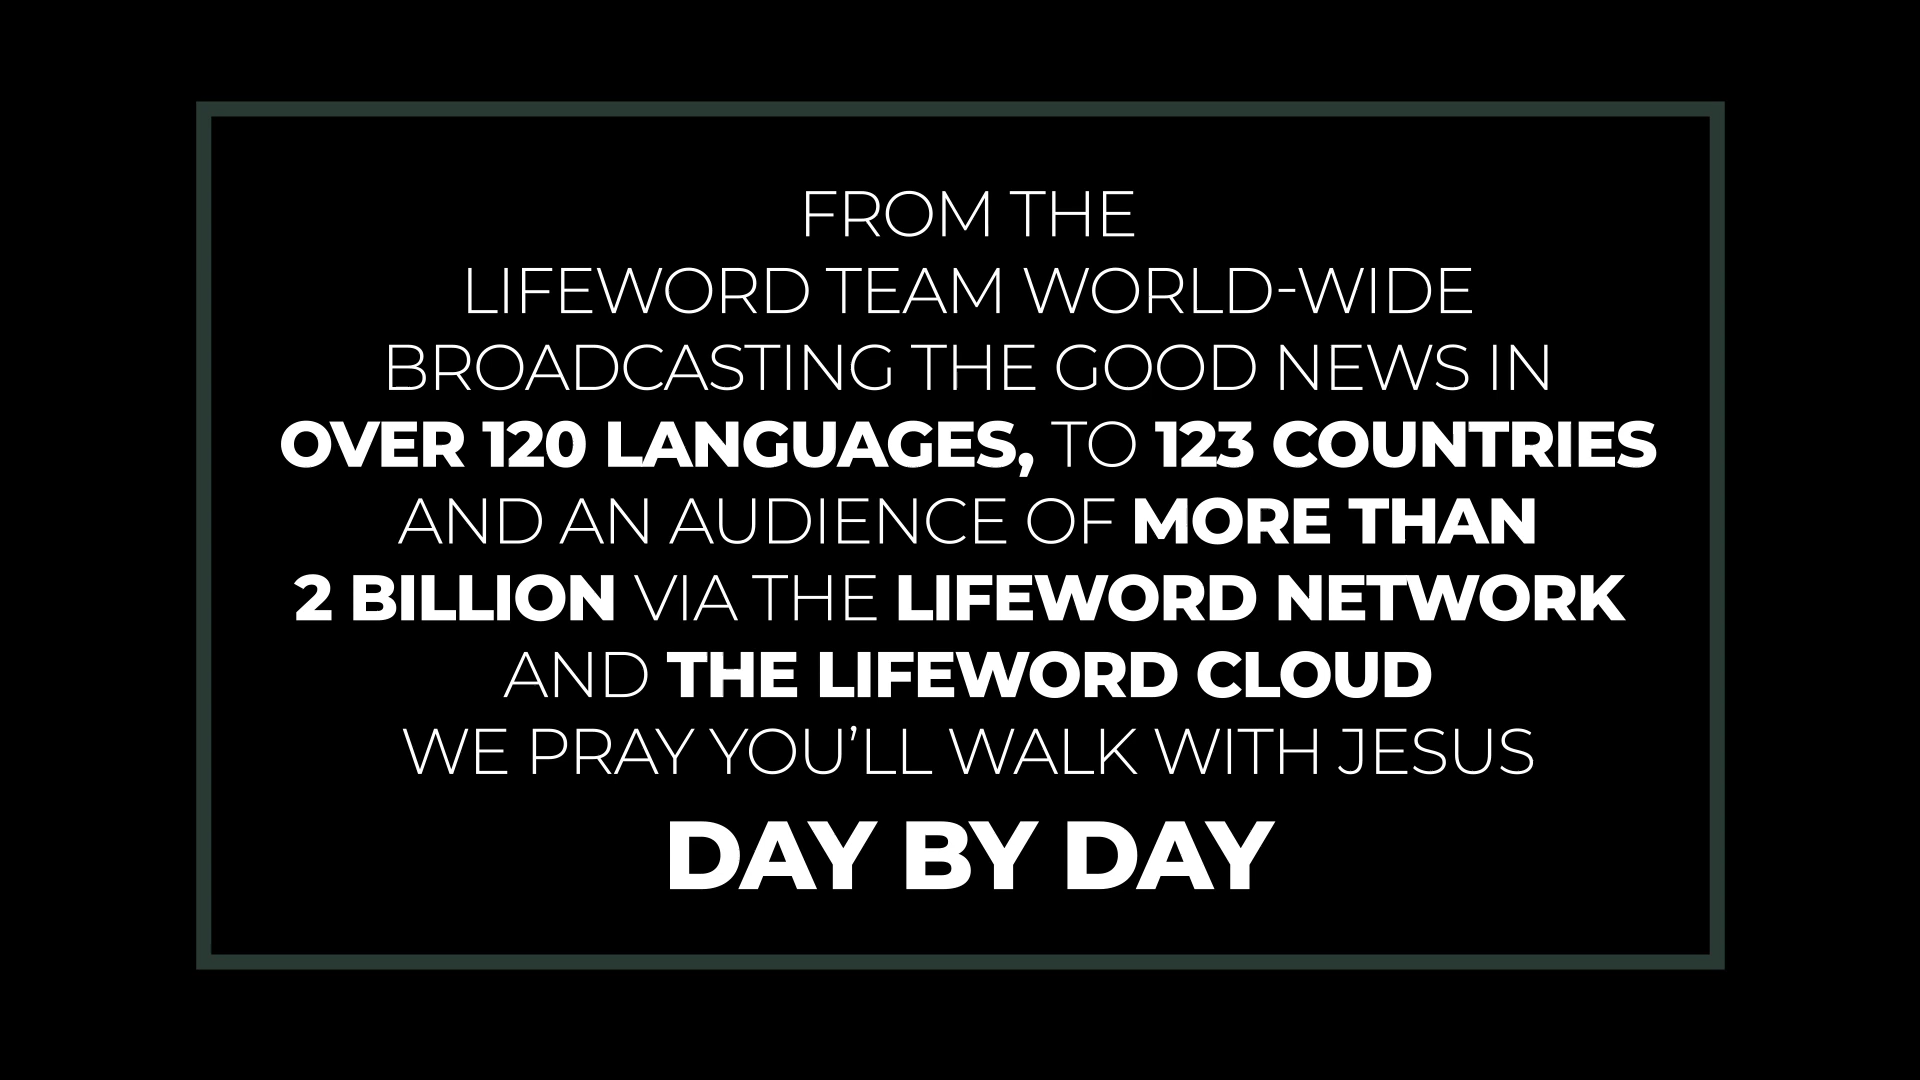 FROM THE
LIFEWORD TEAM WORLD-WIDE
BROADCASTING THE GOOD NEWS IN
OVER 120 LANGUAGES, TO 123 COUNTRIES
AND AN AUDIENCE OF MORE THAN
2 BILLION VIA THE LIFEWORD NETWORK
AND THE LIFEWORD CLOUD
WE PRAY YOU’LL WALK WITH JESUS
DAY BY DAY